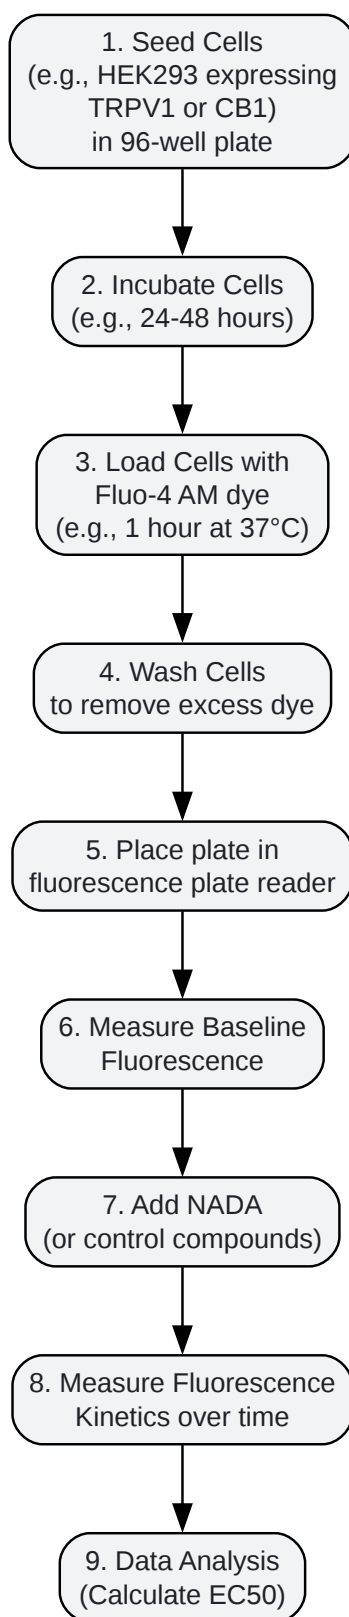 1. Seed Cells
(e.g., HEK293 expressing
TRPV1 or CB1)
in 96-well plate
2. Incubate Cells
(e.g., 24-48 hours)
3. Load Cells with
Fluo-4 AM dye
(e.g., 1 hour at 37°C)
4. Wash Cells
to remove excess dye
5. Place plate in
fluorescence plate reader
6. Measure Baseline
Fluorescence
7. Add NADA
(or control compounds)
8. Measure Fluorescence
Kinetics over time
9. Data Analysis
(Calculate EC50)